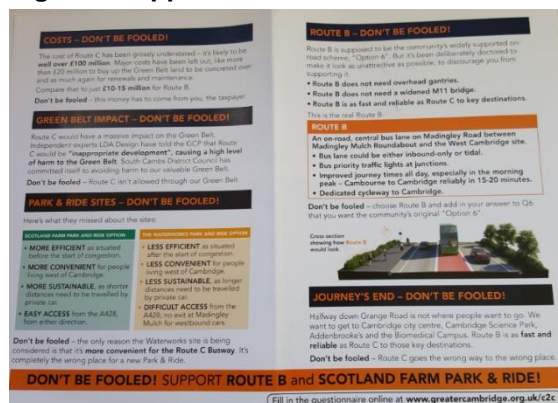 COSTS – DON'T BE FOOLED!
The cost of Route C has been grossly understated – it's likely to be
well over £100 million. Major costs have been left out, like more
than £20 million to buy up the Green Belt land to be concreted over
and as much again for renewals and maintenance.
Compare that to just £10-15 million for Route B.
Don't be fooled – this money has to come from you, the taxpayer.
GREEN BELT IMPACT – DON'T BE FOOLED!
Route C would have a massive impact on the Green Belt.
Independent experts LDA Design have told the GCP that Route
C would be "inappropriate development", causing a high level
of harm to the Green Belt. South Cambs District Council has
committed itself to avoiding harm to our valuable Green Belt.
Don't be fooled – Route C isn't allowed through our Green Belt.
PARK & RIDE SITES – DON'T BE FOOLED!
Here's what they missed about the sites:
SCOTLAND FARM PARK AND RIDE OPTION
• MORE EFFICIENT as situated
before the start of congestion.
• MORE CONVENIENT for people
living west of Cambridge.
• MORE SUSTAINABLE, as shorter
distances need to be travelled by
private car.
• EASY ACCESS from the A428,
from either direction.
THE WATERWORKS PARK AND RIDE OPTION
• LESS EFFICIENT as situated
after the start of congestion.
• LESS CONVENIENT for people
living west of Cambridge.
• LESS SUSTAINABLE, as longer
distances need to be travelled
by private car.
• DIFFICULT ACCESS from the
A428; no exit at Madingley
Mulch for westbound cars.
Don't be fooled – the only reason the Waterworks site is being
considered is that it's more convenient for the Route C Busway. It's
completely the wrong place for a new Park & Ride.
ROUTE B – DON'T BE FOOLED!
Route B is supposed to be the community's widely supported on-
road scheme, "Option 6". But it's been deliberately doctored to
make it look as unattractive as possible, to discourage you from
supporting it.
• Route B does not need overhead gantries.
• Route B does not need a widened M11 bridge.
• Route B is as fast and reliable as Route C to key destinations.
This is the real Route B:
ROUTE B
An on-road, central bus lane on Madingley Road between
Madingley Mulch Roundabout and the West Cambridge site.
• Bus lane could be either inbound-only or tidal.
• Bus priority traffic lights at junctions.
• Improved journey times all day, especially in the morning
peak – Cambourne to Cambridge reliably in 15-20 minutes.
• Dedicated cycleway to Cambridge.
Don't be fooled – choose Route B and add in your answer to Q6
that you want the community's original "Option 6".
Cross section
showing how Route B
would look.
JOURNEY'S END – DON'T BE FOOLED!
Halfway down Grange Road is not where people want to go. We
want to get to Cambridge city centre, Cambridge Science Park,
Addenbrooke's and the Biomedical Campus. Route B is as fast and
reliable as Route C to those key destinations.
Don't be fooled – Route C goes the wrong way to the wrong place.
DON'T BE FOOLED! SUPPORT ROUTE B and SCOTLAND FARM PARK & RIDE!
Fill in the questionnaire online at www.greatercambridge.org.uk/c2c